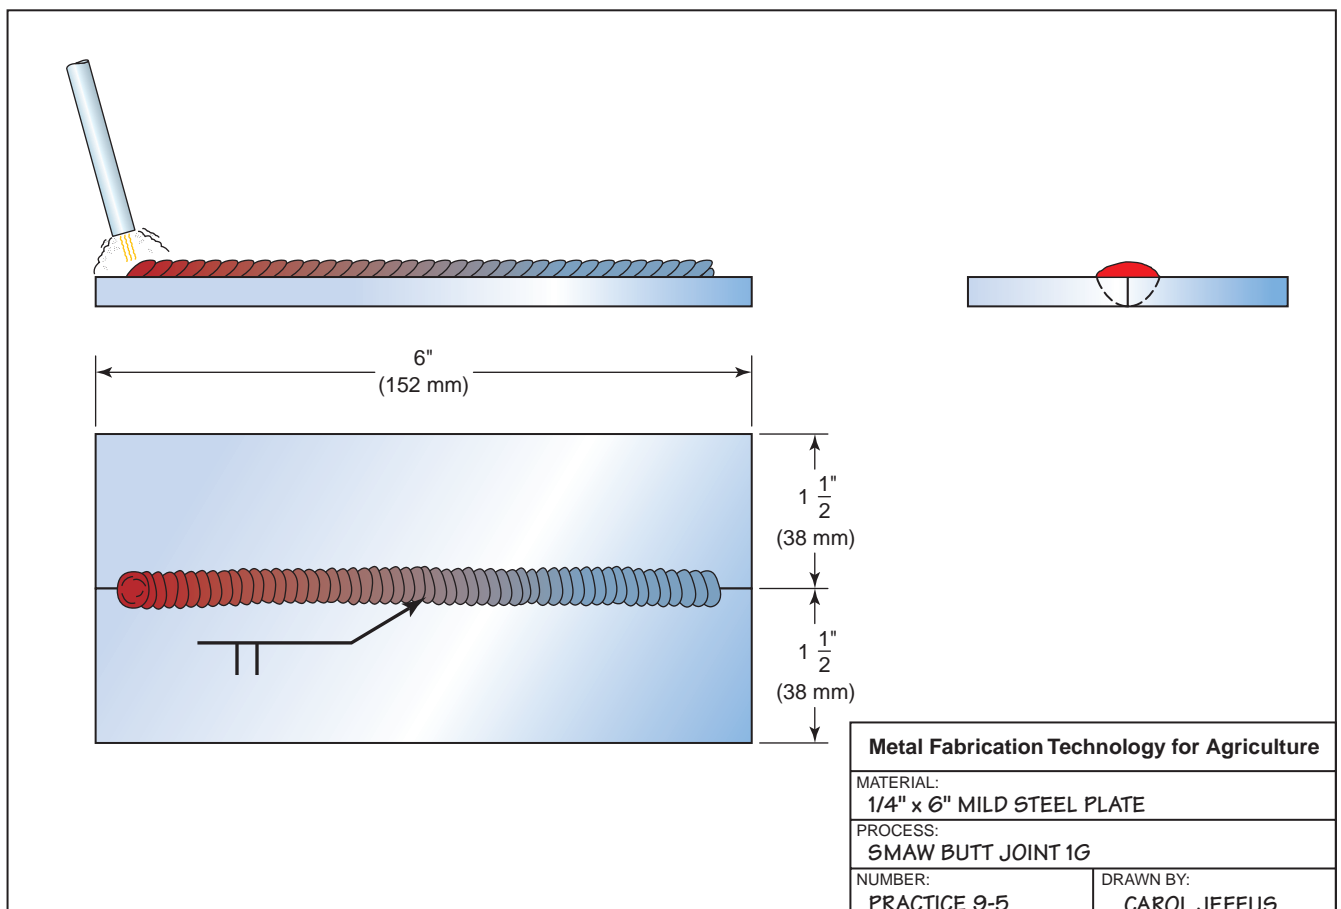 6"
(152 mm)
1 1/2"
(38 mm)
1 1/2"
(38 mm)
Metal Fabrication Technology for Agriculture
MATERIAL:
1/4" x 6" MILD STEEL PLATE
PROCESS:
SMAW BUTT JOINT 1G
NUMBER:
PRACTICE 9-5
DRAWN BY:
CAROL JEFFUS